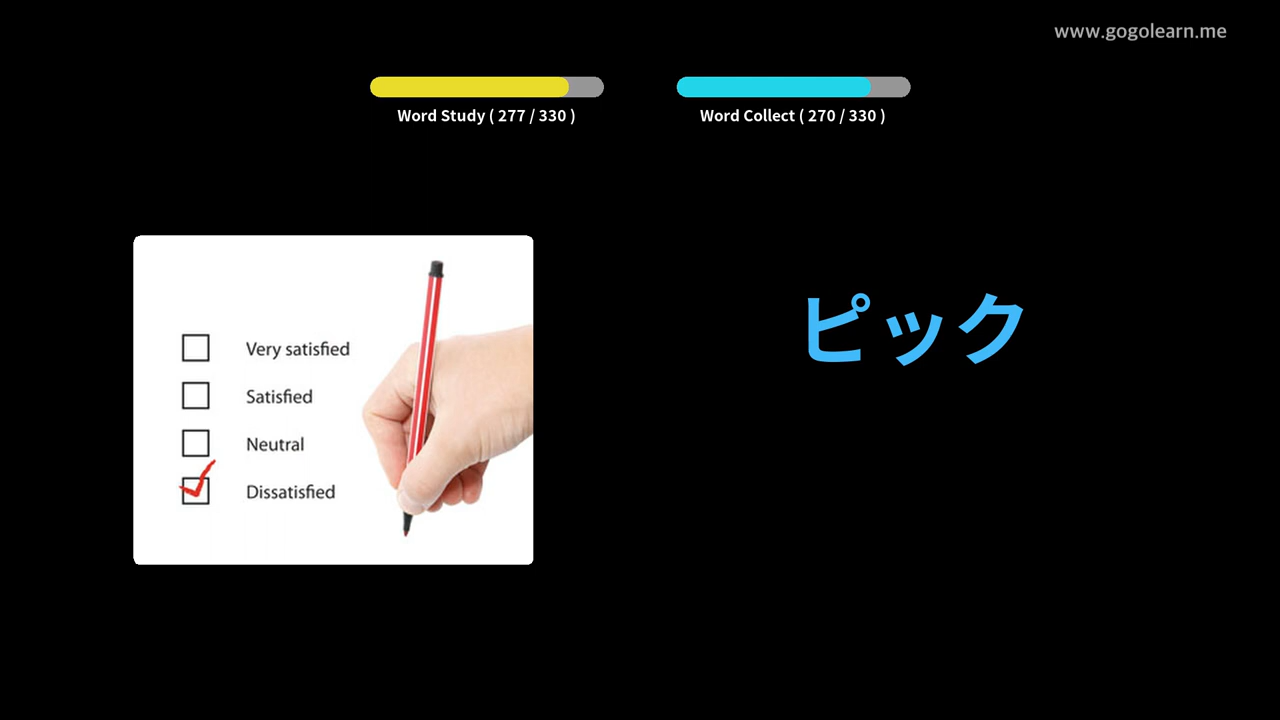 www.gogolearn.me
Word Study ( 277 / 330 )
Word Collect ( 270 / 330 )
Very satisfied
Satisfied
Neutral
Dissatisfied
ピック